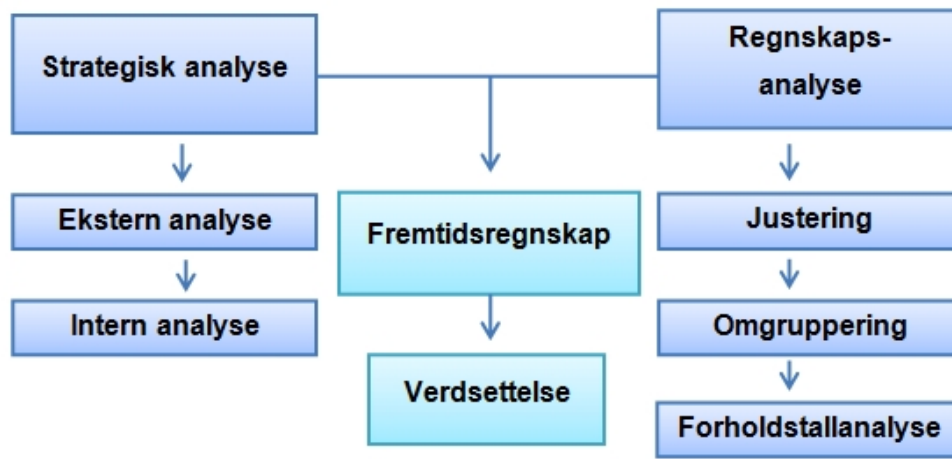 Strategisk analyse
Ekstern analyse
Intern analyse
Fremtidsregnskap
Verdsettelse
Regnskaps-
analyse
Justering
Omgruppering
Forholdstallanalyse